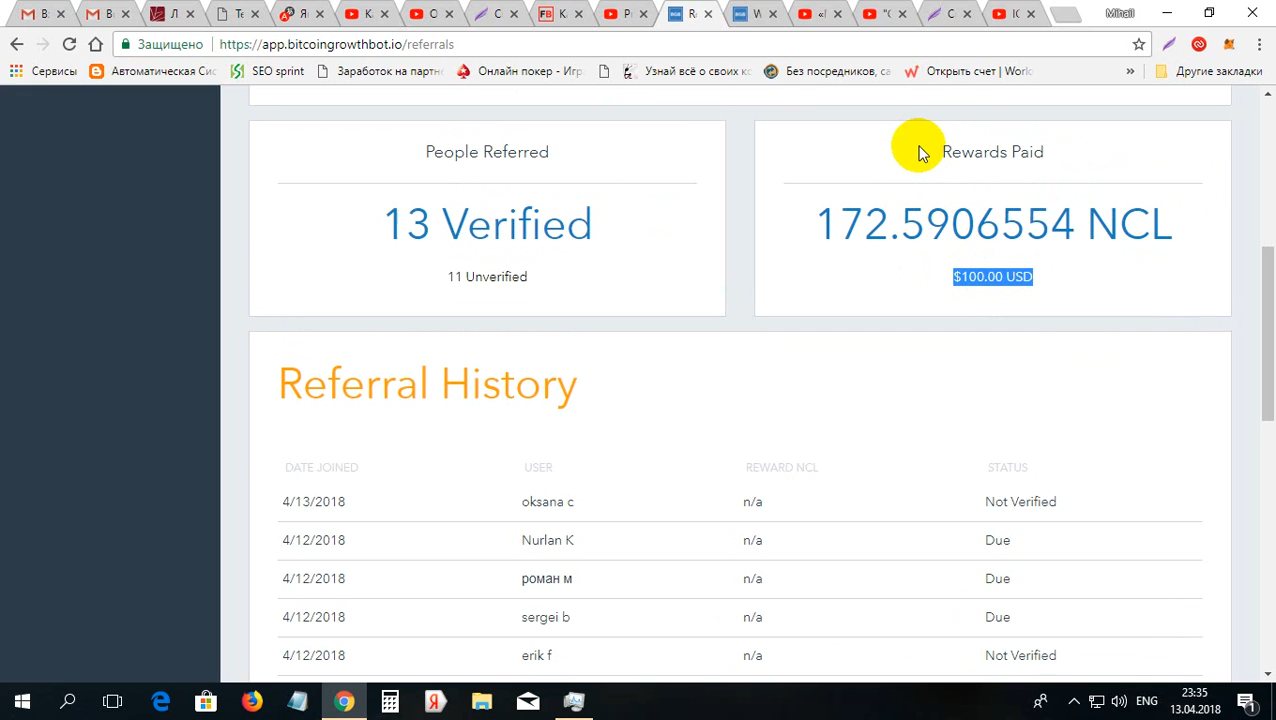 B
B
Л
Т
Я
К
С
С
К
Р
R
W
«I
"С
С
IC
Mihail
Защищено
https://app.bitcoingrowthbot.io/referrals
Сервисы
Автоматическая Си
SEO sprint
Заработок на партн
Онлайн покер - Игр
Узнай всё о своих к
Без посредников, са
Открыть счет | Worl
»
Другие закладки
People Referred
13 Verified
11 Unverified
Rewards Paid
172.5906554 NCL
$100.00 USD
Referral History
DATE JOINED USER REWARD NCL STATUS
4/13/2018 oksana c n/a Not Verified
4/12/2018 Nurlan K n/a Due
4/12/2018 роман м n/a Due
4/12/2018 sergei b n/a Due
4/12/2018 erik f n/a Not Verified
ENG
23:35
13.04.2018